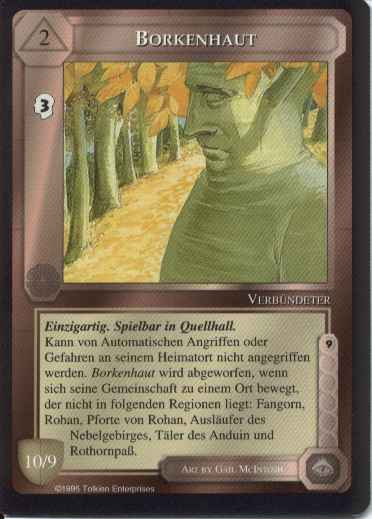 2
BORKENHAUT
3
VERBÜNDETER
Einzigartig. Spielbar in Quellhall.
Kann von Automatischen Angriffen oder
Gefahren an seinem Heimatort nicht angegriffen
werden. Borkenhaut wird abgeworfen, wenn
sich seine Gemeinschaft zu einem Ort bewegt,
der nicht in folgenden Regionen liegt: Fangorn,
Rohan, Pforte von Rohan, Ausläufer des
Nebelgebirges, Täler des Anduin und
Rothornpaß.
9
10/9
ART BY GAIL MCINTOSH
©1995 Tolkien Enterprises